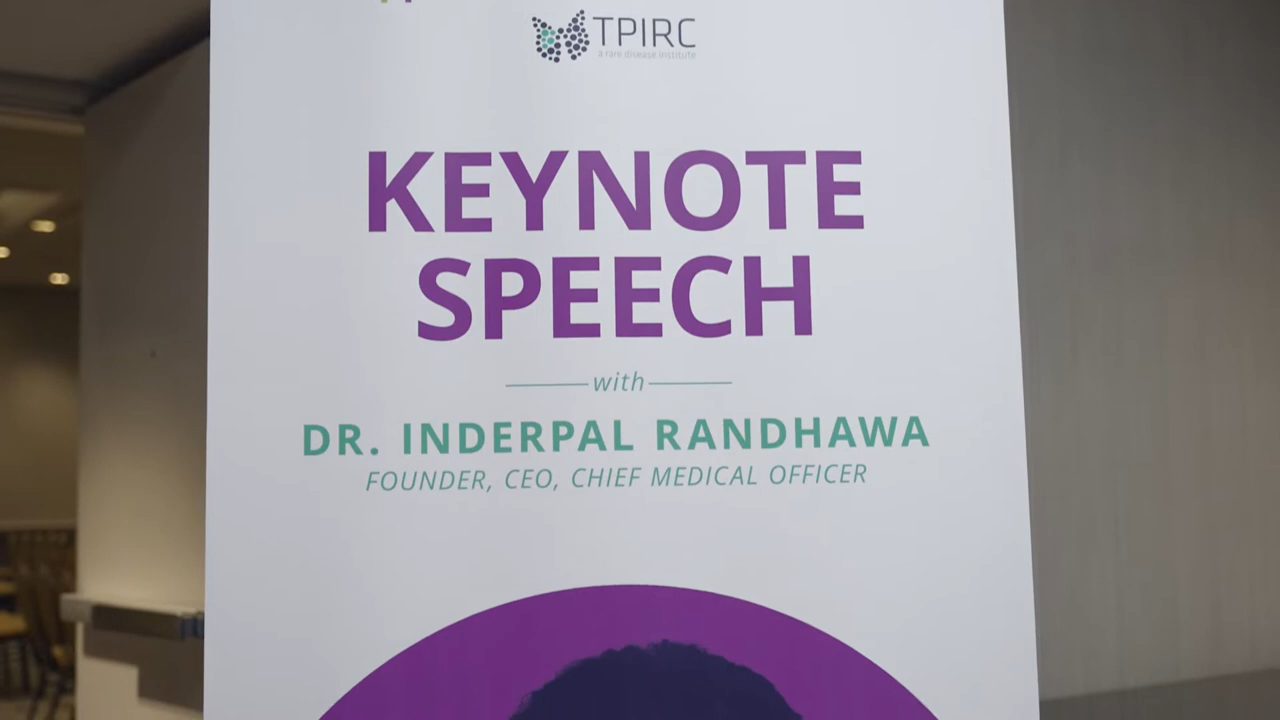 TPIRC
a rare disease institute
KEYNOTE
SPEECH
with
DR. INDERPAL RANDHAWA
FOUNDER, CEO, CHIEF MEDICAL OFFICER